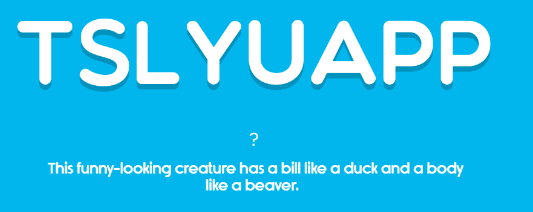 TSLYUAPP
?
This funny-looking creature has a bill like a duck and a body
like a beaver.